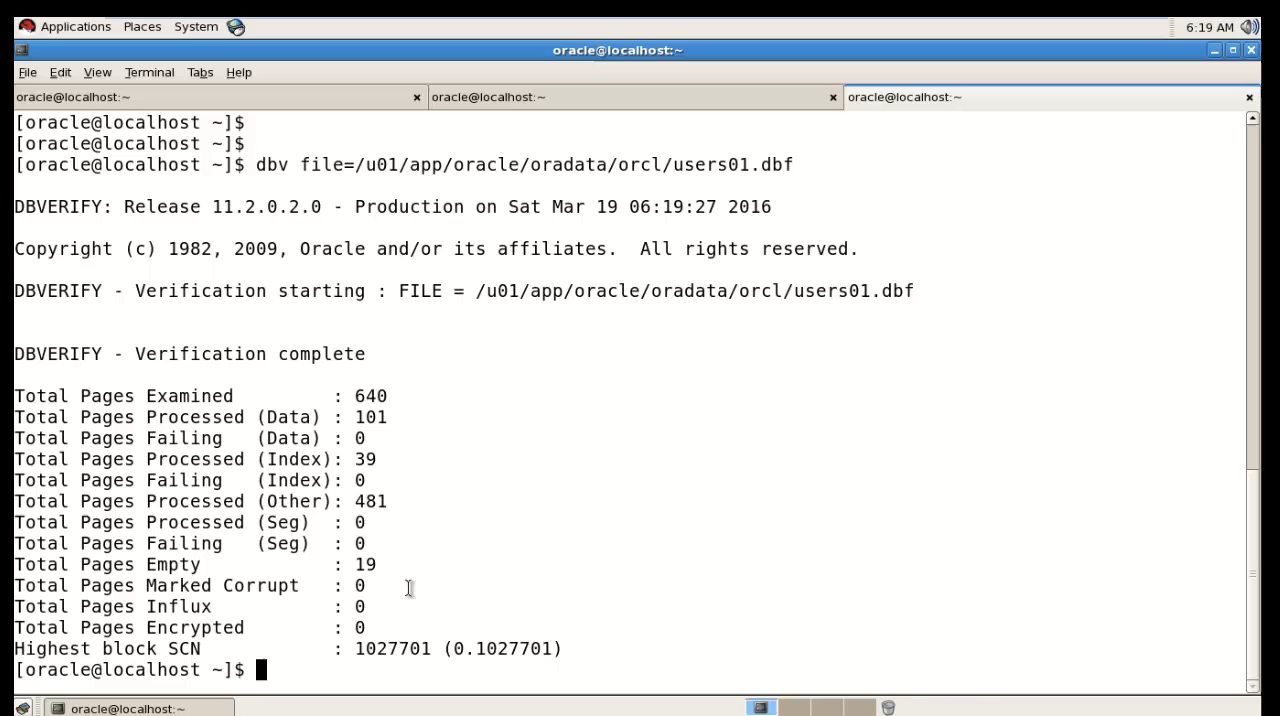 Applications Places System 6:19 AM
oracle@localhost:~
File Edit View Terminal Tabs Help
oracle@localhost:~ oracle@localhost:~ oracle@localhost:~
[oracle@localhost ~]$
[oracle@localhost ~]$
[oracle@localhost ~]$ dbv file=/u01/app/oracle/oradata/orcl/users01.dbf
DBVERIFY: Release 11.2.0.2.0 - Production on Sat Mar 19 06:19:27 2016
Copyright (c) 1982, 2009, Oracle and/or its affiliates.  All rights reserved.
DBVERIFY - Verification starting : FILE = /u01/app/oracle/oradata/orcl/users01.dbf
DBVERIFY - Verification complete
Total Pages Examined         : 640
Total Pages Processed (Data) : 101
Total Pages Failing   (Data) : 0
Total Pages Processed (Index): 39
Total Pages Failing   (Index): 0
Total Pages Processed (Other): 481
Total Pages Processed (Seg)  : 0
Total Pages Failing   (Seg)  : 0
Total Pages Empty            : 19
Total Pages Marked Corrupt   : 0
Total Pages Influx           : 0
Total Pages Encrypted        : 0
Highest block SCN            : 1027701 (0.1027701)
[oracle@localhost ~]$
oracle@localhost:~